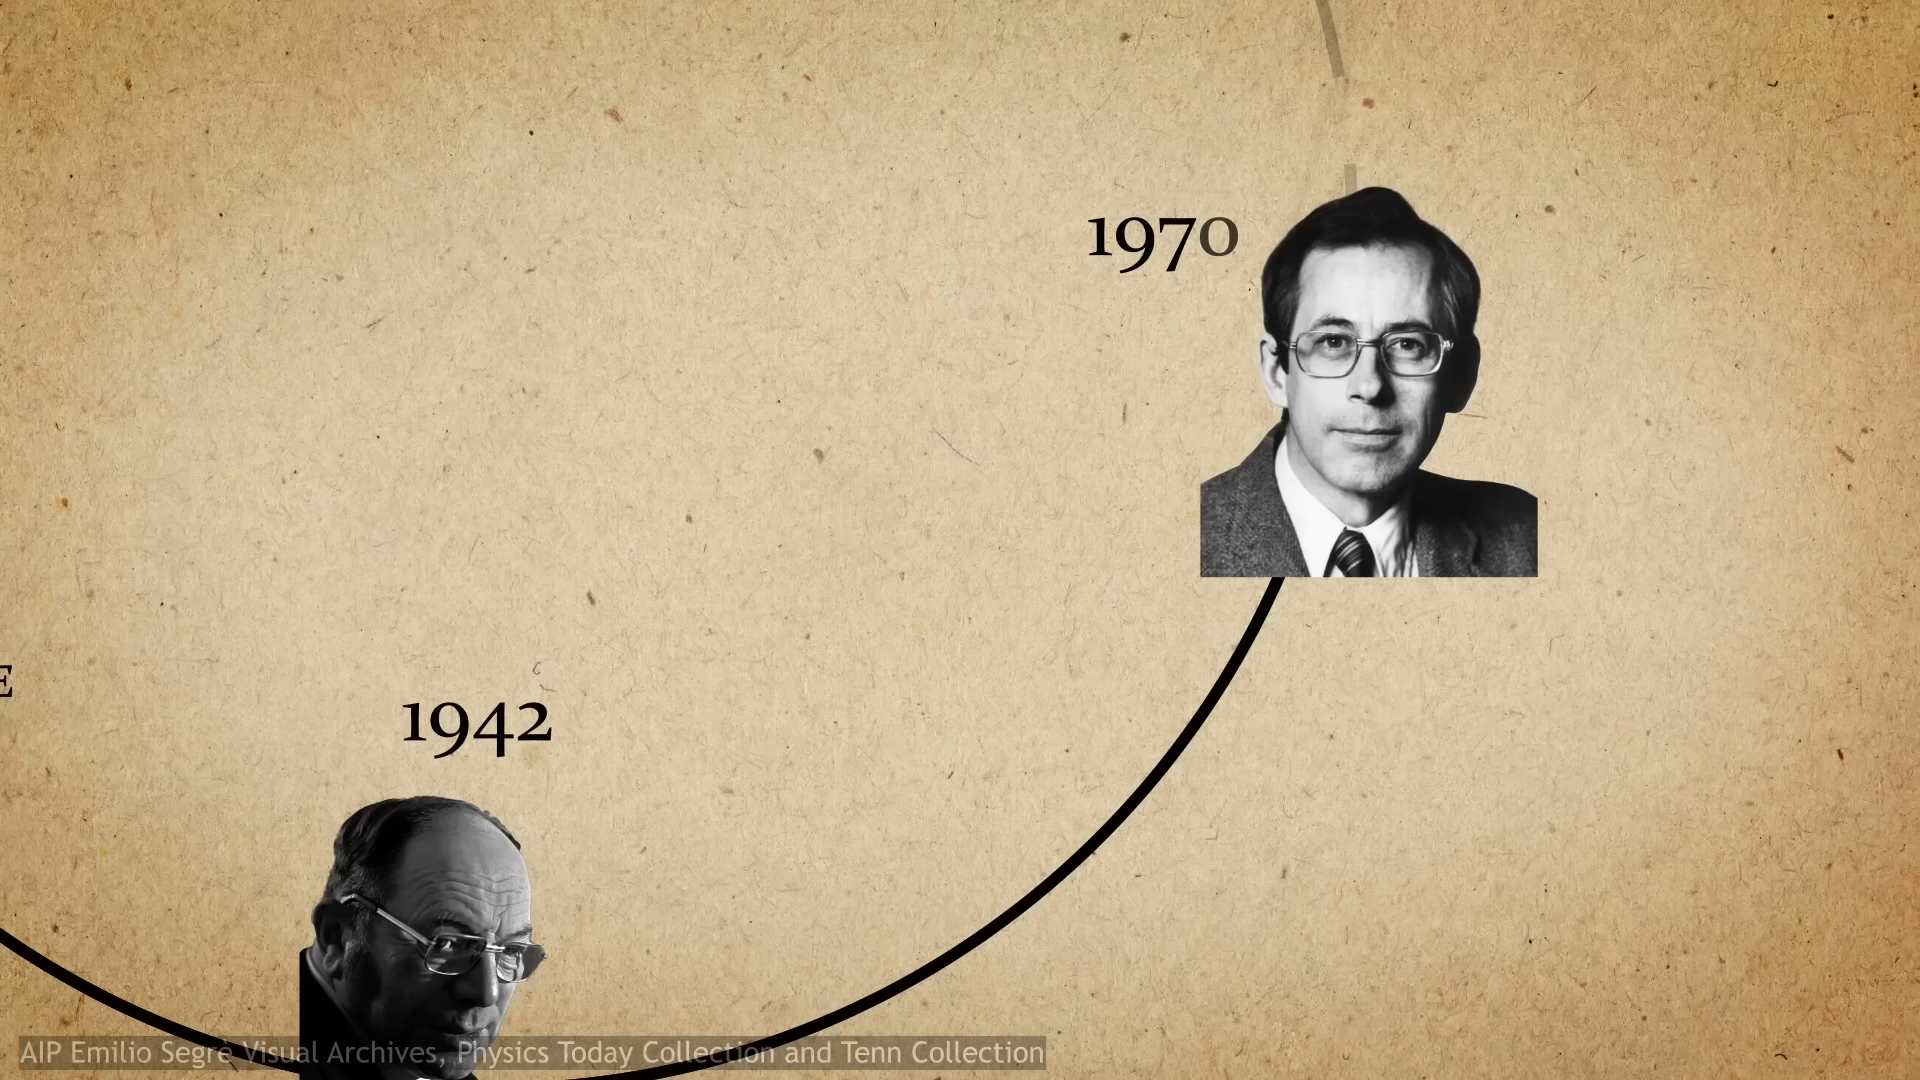 1970
E
1942
AIP Emilio Segrè Visual Archives, Physics Today Collection and Tenn Collection